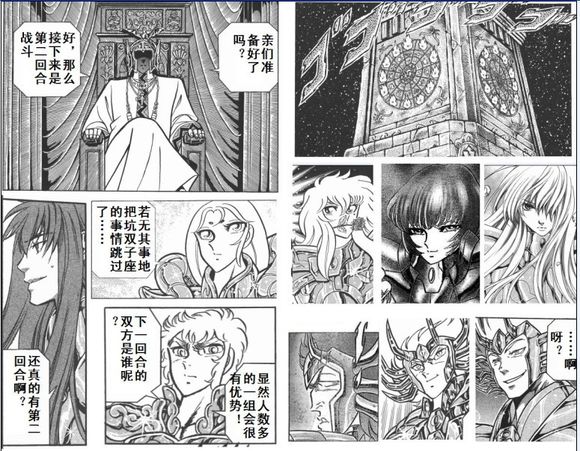 亲们准
备好了
吗？
好，那么
接下来是
第二回合
战斗
若无其事地
把坑双子座
的事情跳过
了……
还真的有第二
回合啊？
下一回合的
双方是谁呢
？
显然人数多
的一组会很
有优势！
ゴゴゴ
……
呀？